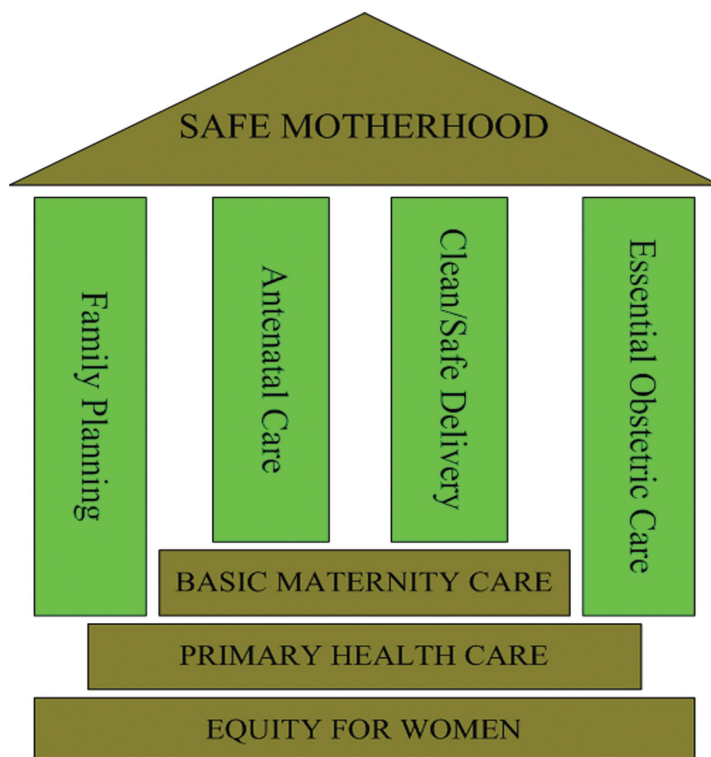 SAFE MOTHERHOOD
Family Planning
Antenatal Care
Clean/Safe Delivery
Essential Obstetric Care
BASIC MATERNITY CARE
PRIMARY HEALTH CARE
EQUITY FOR WOMEN